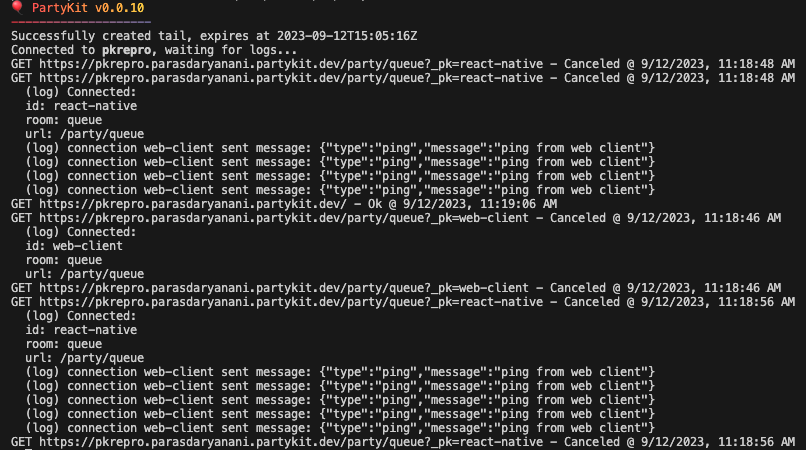 PartyKit v0.0.10
--------------------
Successfully created tail, expires at 2023-09-12T15:05:16Z
Connected to pkrepro, waiting for logs...
GET https://pkrepro.parasdaryanani.partykit.dev/party/queue?_pk=react-native - Canceled @ 9/12/2023, 11:18:48 AM
GET https://pkrepro.parasdaryanani.partykit.dev/party/queue?_pk=react-native - Canceled @ 9/12/2023, 11:18:48 AM
  (log) Connected:
  id: react-native
  room: queue
  url: /party/queue
  (log) connection web-client sent message: {"type":"ping","message":"ping from web client"}
  (log) connection web-client sent message: {"type":"ping","message":"ping from web client"}
  (log) connection web-client sent message: {"type":"ping","message":"ping from web client"}
  (log) connection web-client sent message: {"type":"ping","message":"ping from web client"}
GET https://pkrepro.parasdaryanani.partykit.dev/ - Ok @ 9/12/2023, 11:19:06 AM
GET https://pkrepro.parasdaryanani.partykit.dev/party/queue?_pk=web-client - Canceled @ 9/12/2023, 11:18:46 AM
  (log) Connected:
  id: web-client
  room: queue
  url: /party/queue
GET https://pkrepro.parasdaryanani.partykit.dev/party/queue?_pk=web-client - Canceled @ 9/12/2023, 11:18:46 AM
GET https://pkrepro.parasdaryanani.partykit.dev/party/queue?_pk=react-native - Canceled @ 9/12/2023, 11:18:56 AM
  (log) Connected:
  id: react-native
  room: queue
  url: /party/queue
  (log) connection web-client sent message: {"type":"ping","message":"ping from web client"}
  (log) connection web-client sent message: {"type":"ping","message":"ping from web client"}
  (log) connection web-client sent message: {"type":"ping","message":"ping from web client"}
  (log) connection web-client sent message: {"type":"ping","message":"ping from web client"}
  (log) connection web-client sent message: {"type":"ping","message":"ping from web client"}
GET https://pkrepro.parasdaryanani.partykit.dev/party/queue?_pk=react-native - Canceled @ 9/12/2023, 11:18:56 AM